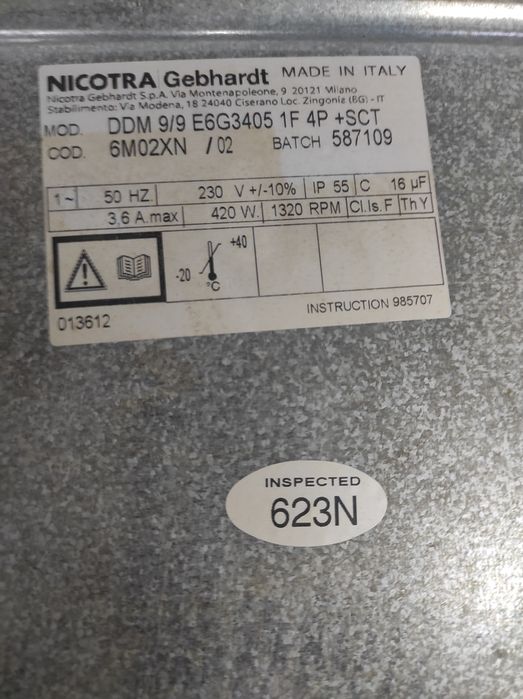 NICOTRA Gebhardt MADE IN ITALY
Nicotra Gebhardt S.p.A. Via Montenapoleone, 9 20121 Milano
Stabilimento: Via Modena, 18 24040 Ciserano Loc. Zingonia (BG) - IT
MOD. DDM 9/9 E6G3405 1F 4P +SCT
COD. 6M02XN / 02 BATCH 587109
1~ 50 HZ. 230 V +/-10% IP 55 C 16 µF
3,6 A.max 420 W. 1320 RPM Cl.Is. F Th Y
-20 +40
°C
013612 INSTRUCTION 985707
INSPECTED
623N